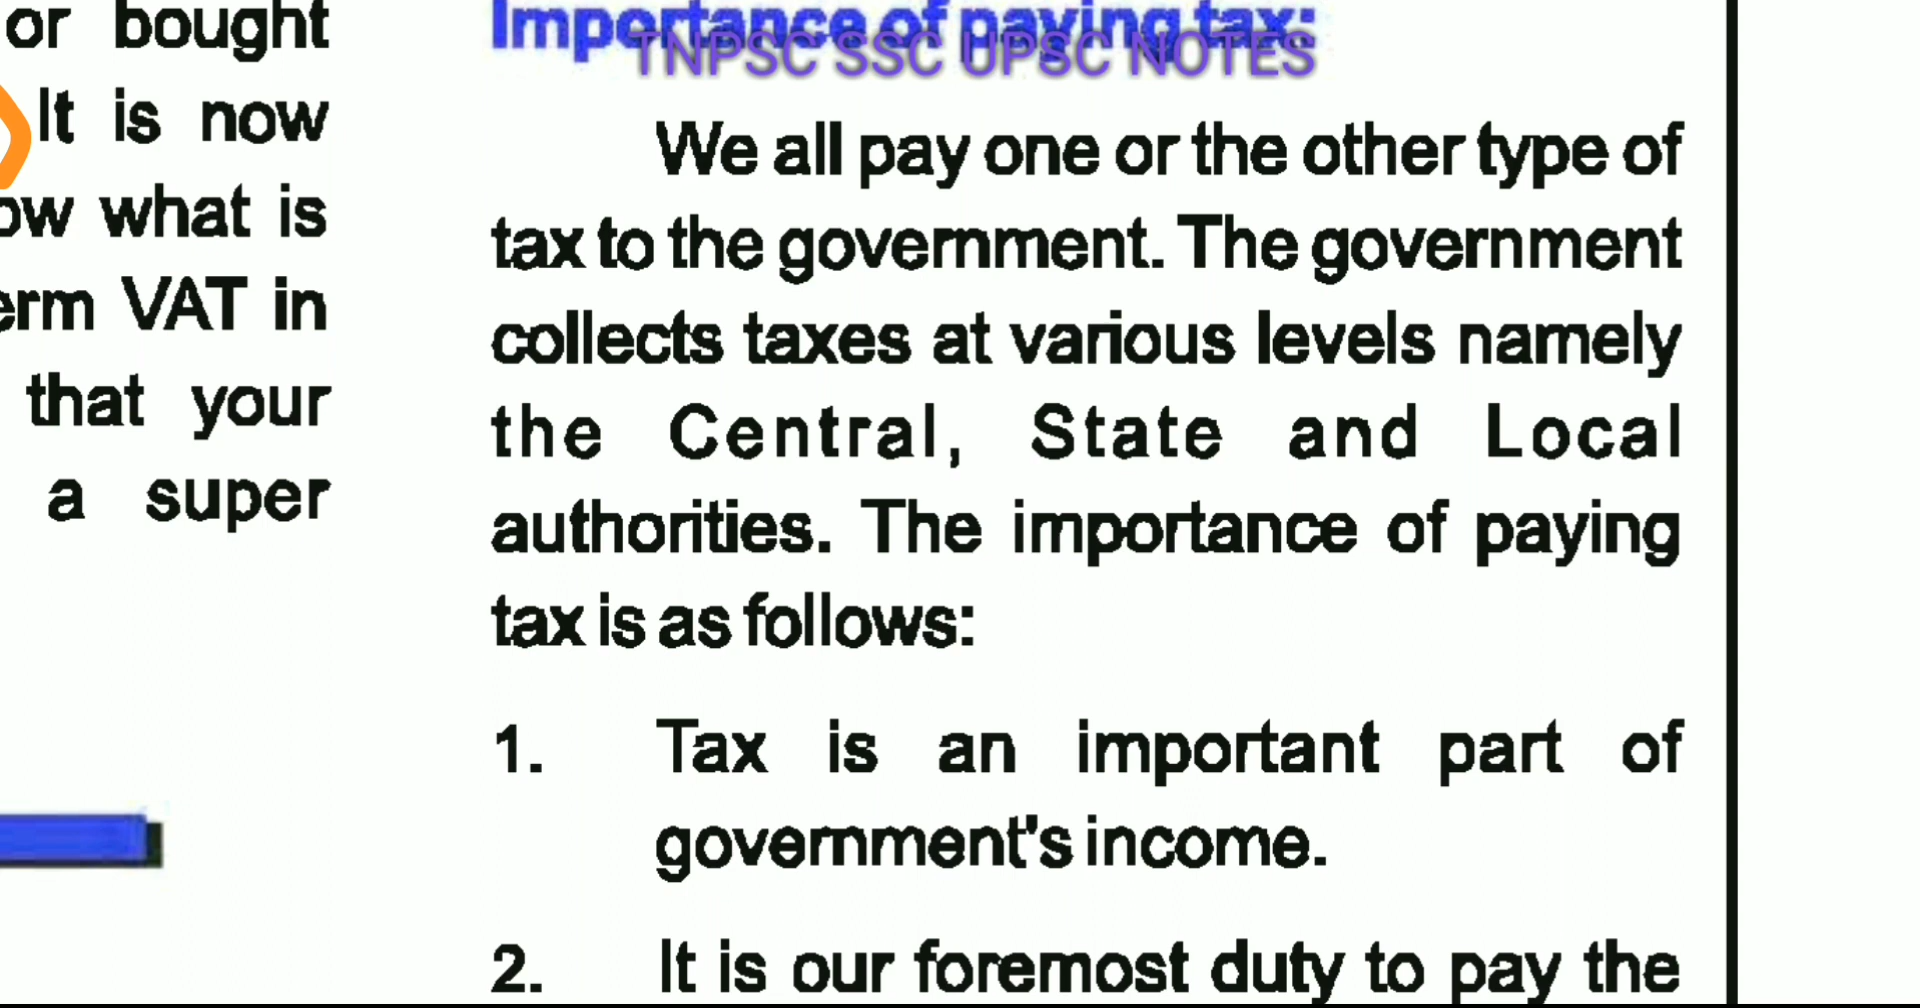 or bought
It is now
what is
VAT in
that your
a super
Importance of paying tax:
TNPSC SSC UPSC NOTES
We all pay one or the other type of
tax to the government. The government
collects taxes at various levels namely
the Central, State and Local
authorities. The importance of paying
tax is as follows:
1. Tax is an important part of
government's income.
2. It is our foremost duty to pay the